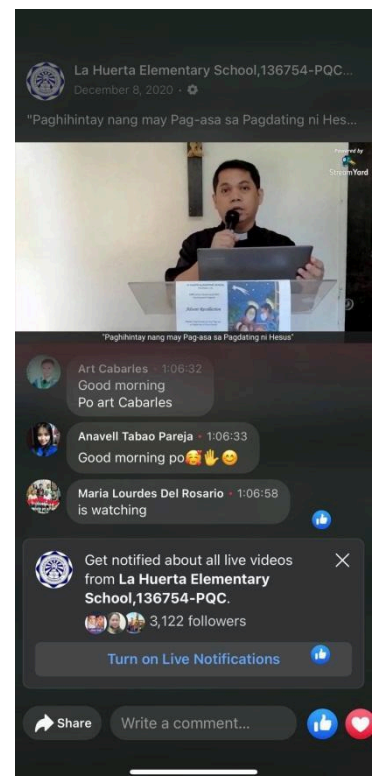 La Huerta Elementary School,136754-PQC...
December 8, 2020 ·
"Paghihintay nang may Pag-asa sa Pagdating ni Hes...
Powered by
StreamYard
Advent Recollection
"Paghihintay nang may Pag-asa sa Pagdating ni Hesus"
Art Cabarles · 1:06:32
Good morning
Po art Cabarles
Anavell Tabao Pareja · 1:06:33
Good morning po🥰🖐😊
Maria Lourdes Del Rosario · 1:06:58
is watching
Get notified about all live videos
from La Huerta Elementary
School,136754-PQC.
3,122 followers
Turn on Live Notifications
Share
Write a comment...